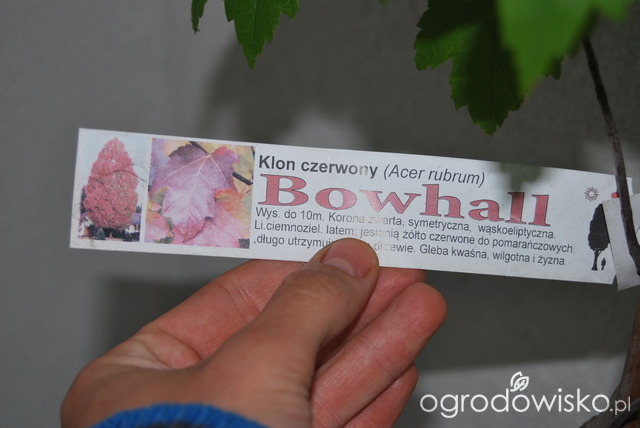 Klon czerwony (Acer rubrum)
Bowhall
Wys. do 10m. Korona zwarta, symetryczna, wąskoeliptyczna.
Li.ciemnoziel. latem; jesienią żółto czerwone do pomarańczowych
,długo utrzymują drzewie. Gleba kwaśna, wilgotna i żyzna.
ogrodowisko.pl